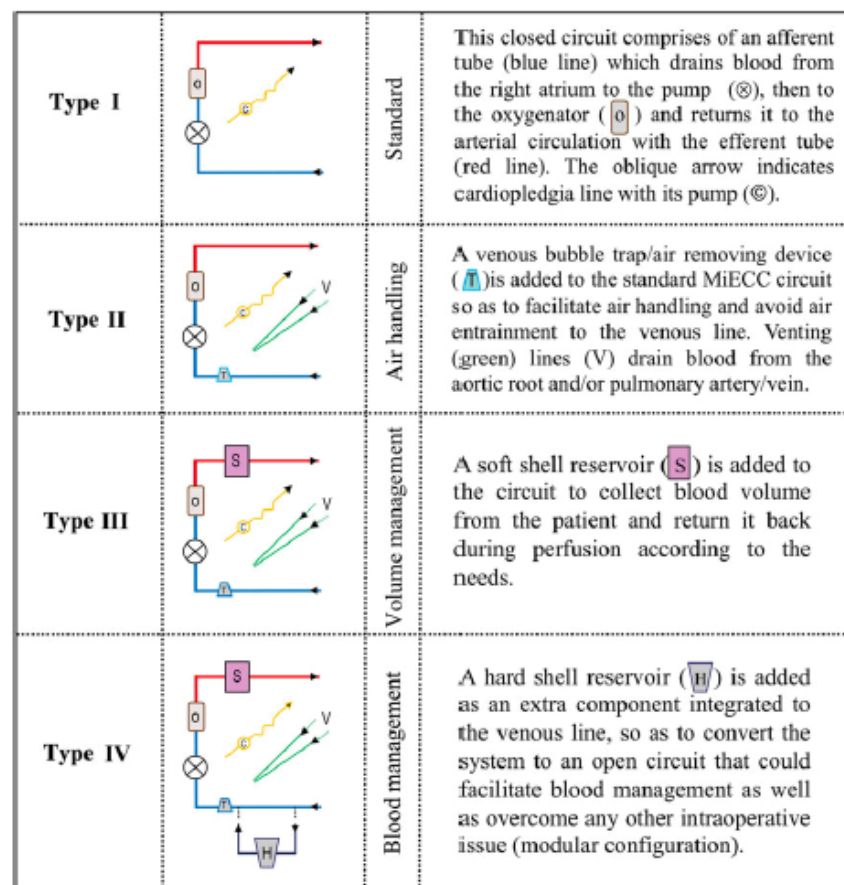 Type I
o
C
Standard
This closed circuit comprises of an afferent
tube (blue line) which drains blood from
the right atrium to the pump (⊗), then to
the oxygenator ( o ) and returns it to the
arterial circulation with the efferent tube
(red line). The oblique arrow indicates
cardiopledgia line with its pump (©).
Type II
o
C
V
T
Air handling
A venous bubble trap/air removing device
( T )is added to the standard MiECC circuit
so as to facilitate air handling and avoid air
entrainment to the venous line. Venting
(green) lines (V) drain blood from the
aortic root and/or pulmonary artery/vein.
Type III
S
o
C
V
T
Volume management
A soft shell reservoir ( S ) is added to
the circuit to collect blood volume
from the patient and return it back
during perfusion according to the
needs.
Type IV
S
o
C
V
T
H
Blood management
A hard shell reservoir ( H ) is added
as an extra component integrated to
the venous line, so as to convert the
system to an open circuit that could
facilitate blood management as well
as overcome any other intraoperative
issue (modular configuration).